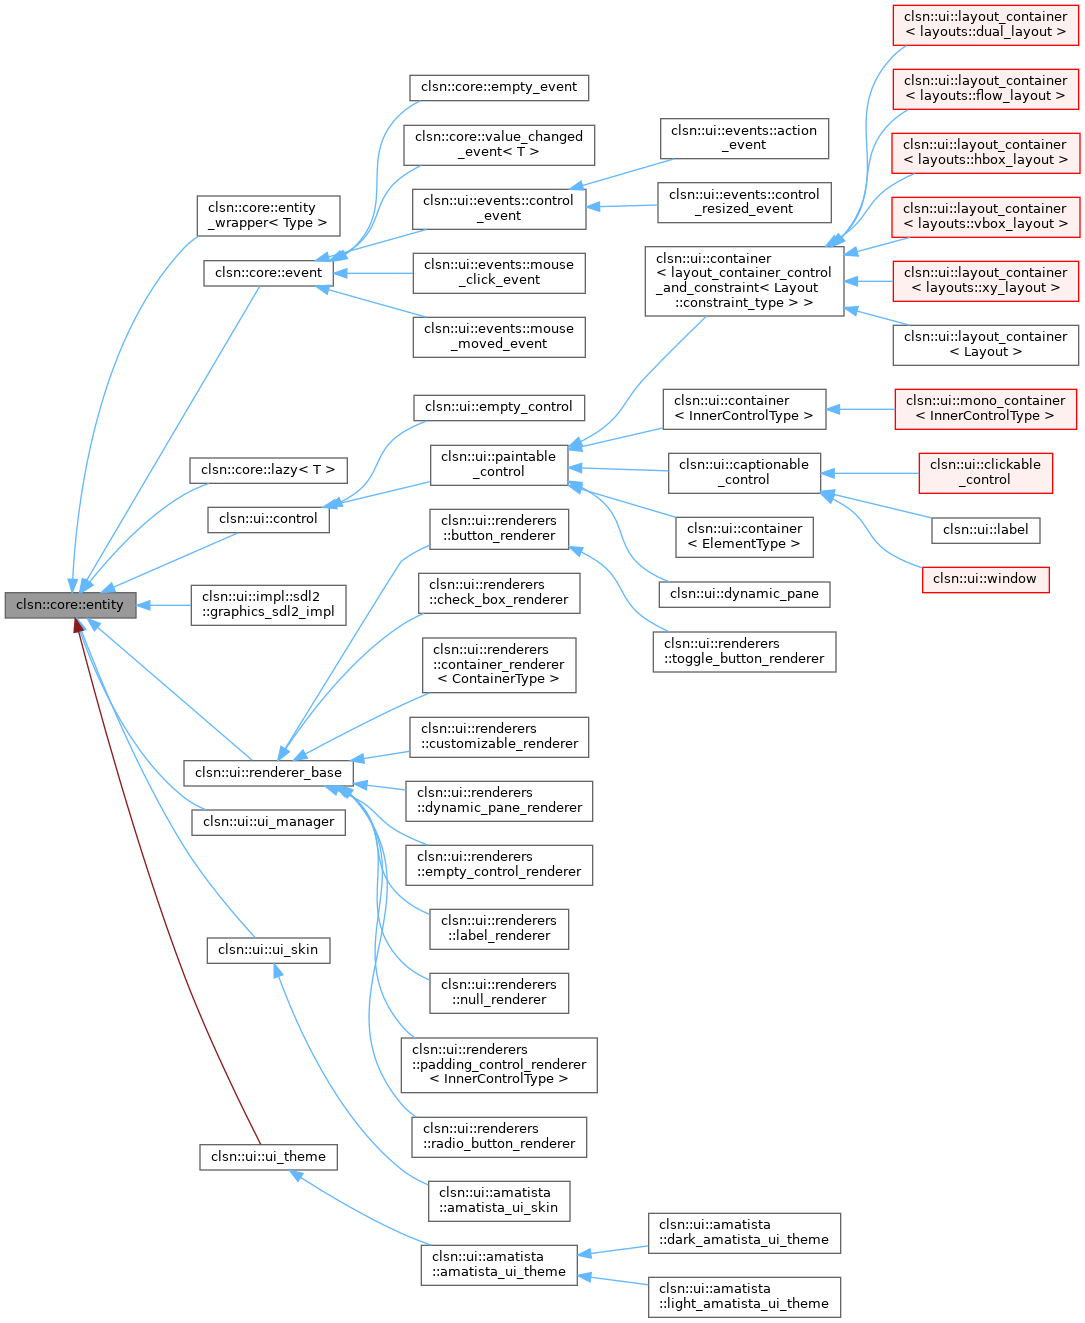 clsn::core::entity
clsn::core::entity
_wrapper< Type >
clsn::core::event
clsn::core::empty_event
clsn::core::value_changed
_event< T >
clsn::ui::events::control
_event
clsn::ui::events::action
_event
clsn::ui::events::control
_resized_event
clsn::ui::events::mouse
_click_event
clsn::ui::events::mouse
_moved_event
clsn::core::lazy< T >
clsn::ui::control
clsn::ui::empty_control
clsn::ui::paintable
_control
clsn::ui::container
< layout_container_control
_and_constraint< Layout
::constraint_type > >
clsn::ui::layout_container
< layouts::dual_layout >
clsn::ui::layout_container
< layouts::flow_layout >
clsn::ui::layout_container
< layouts::hbox_layout >
clsn::ui::layout_container
< layouts::vbox_layout >
clsn::ui::layout_container
< layouts::xy_layout >
clsn::ui::layout_container
< Layout >
clsn::ui::container
< InnerControlType >
clsn::ui::mono_container
< InnerControlType >
clsn::ui::captionable
_control
clsn::ui::clickable
_control
clsn::ui::label
clsn::ui::window
clsn::ui::container
< ElementType >
clsn::ui::dynamic_pane
clsn::ui::impl::sdl2
::graphics_sdl2_impl
clsn::ui::renderer_base
clsn::ui::renderers
::button_renderer
clsn::ui::renderers
::toggle_button_renderer
clsn::ui::renderers
::check_box_renderer
clsn::ui::renderers
::container_renderer
< ContainerType >
clsn::ui::renderers
::customizable_renderer
clsn::ui::renderers
::dynamic_pane_renderer
clsn::ui::renderers
::empty_control_renderer
clsn::ui::renderers
::label_renderer
clsn::ui::renderers
::null_renderer
clsn::ui::renderers
::padding_control_renderer
< InnerControlType >
clsn::ui::renderers
::radio_button_renderer
clsn::ui::ui_manager
clsn::ui::ui_skin
clsn::ui::amatista
::amatista_ui_skin
clsn::ui::ui_theme
clsn::ui::amatista
::amatista_ui_theme
clsn::ui::amatista
::dark_amatista_ui_theme
clsn::ui::amatista
::light_amatista_ui_theme